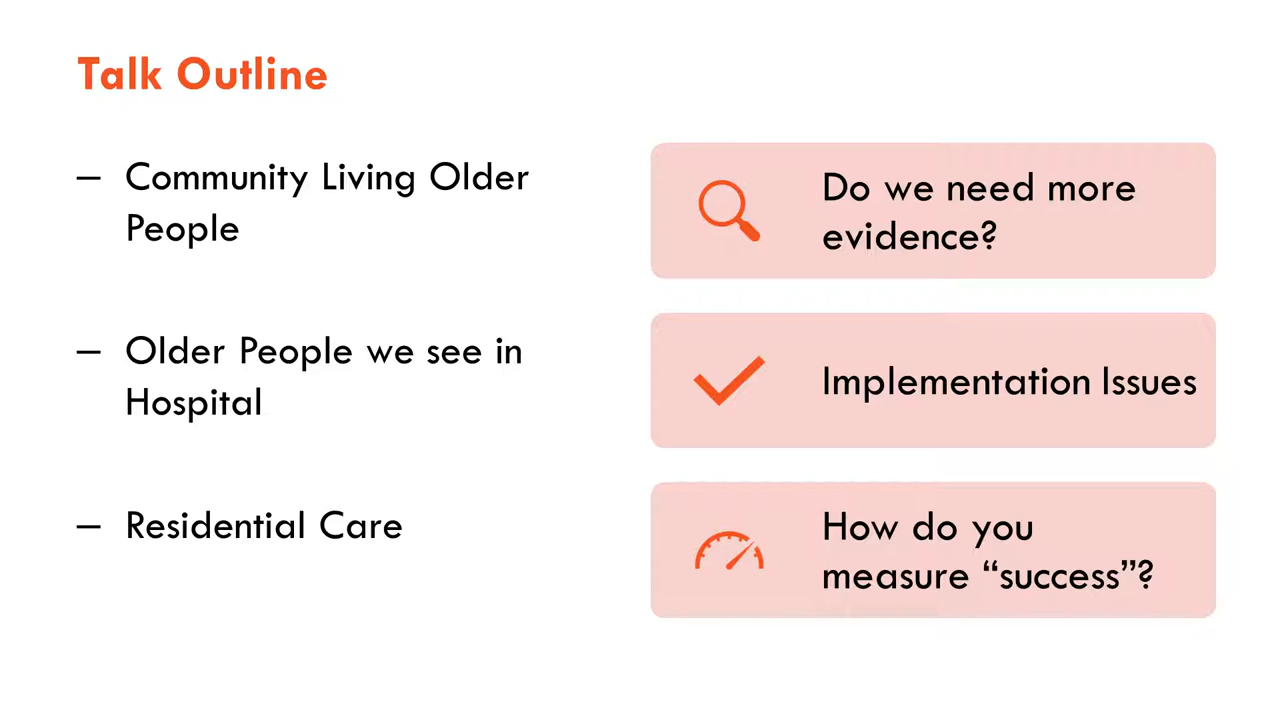 Talk Outline
– Community Living Older
People
– Older People we see in
Hospital
– Residential Care
Do we need more
evidence?
Implementation Issues
How do you
measure “success”?